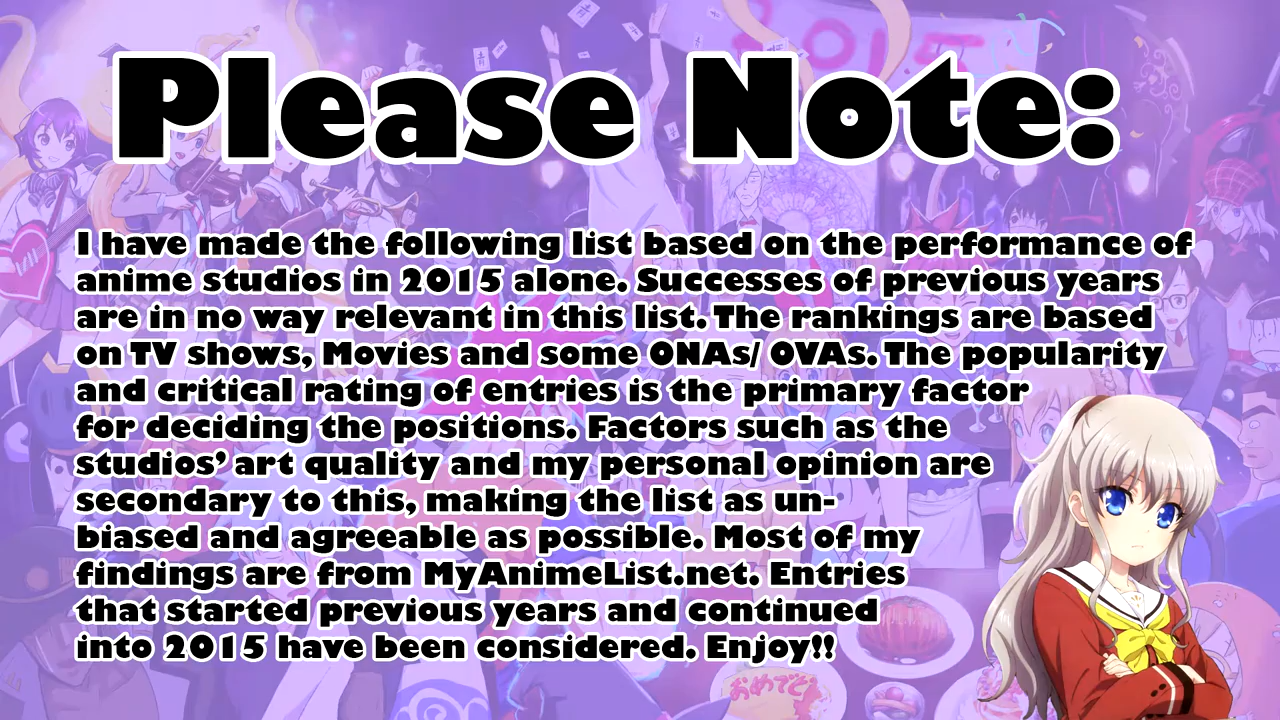 2015
Please Note:
I have made the following list based on the performance of
anime studios in 2015 alone. Successes of previous years
are in no way relevant in this list. The rankings are based
on TV shows, Movies and some ONAs/ OVAs. The popularity
and critical rating of entries is the primary factor
for deciding the positions. Factors such as the
studios’ art quality and my personal opinion are
secondary to this, making the list as un-
biased and agreeable as possible. Most of my
findings are from MyAnimeList.net. Entries
that started previous years and continued
into 2015 have been considered. Enjoy!!
おめでと